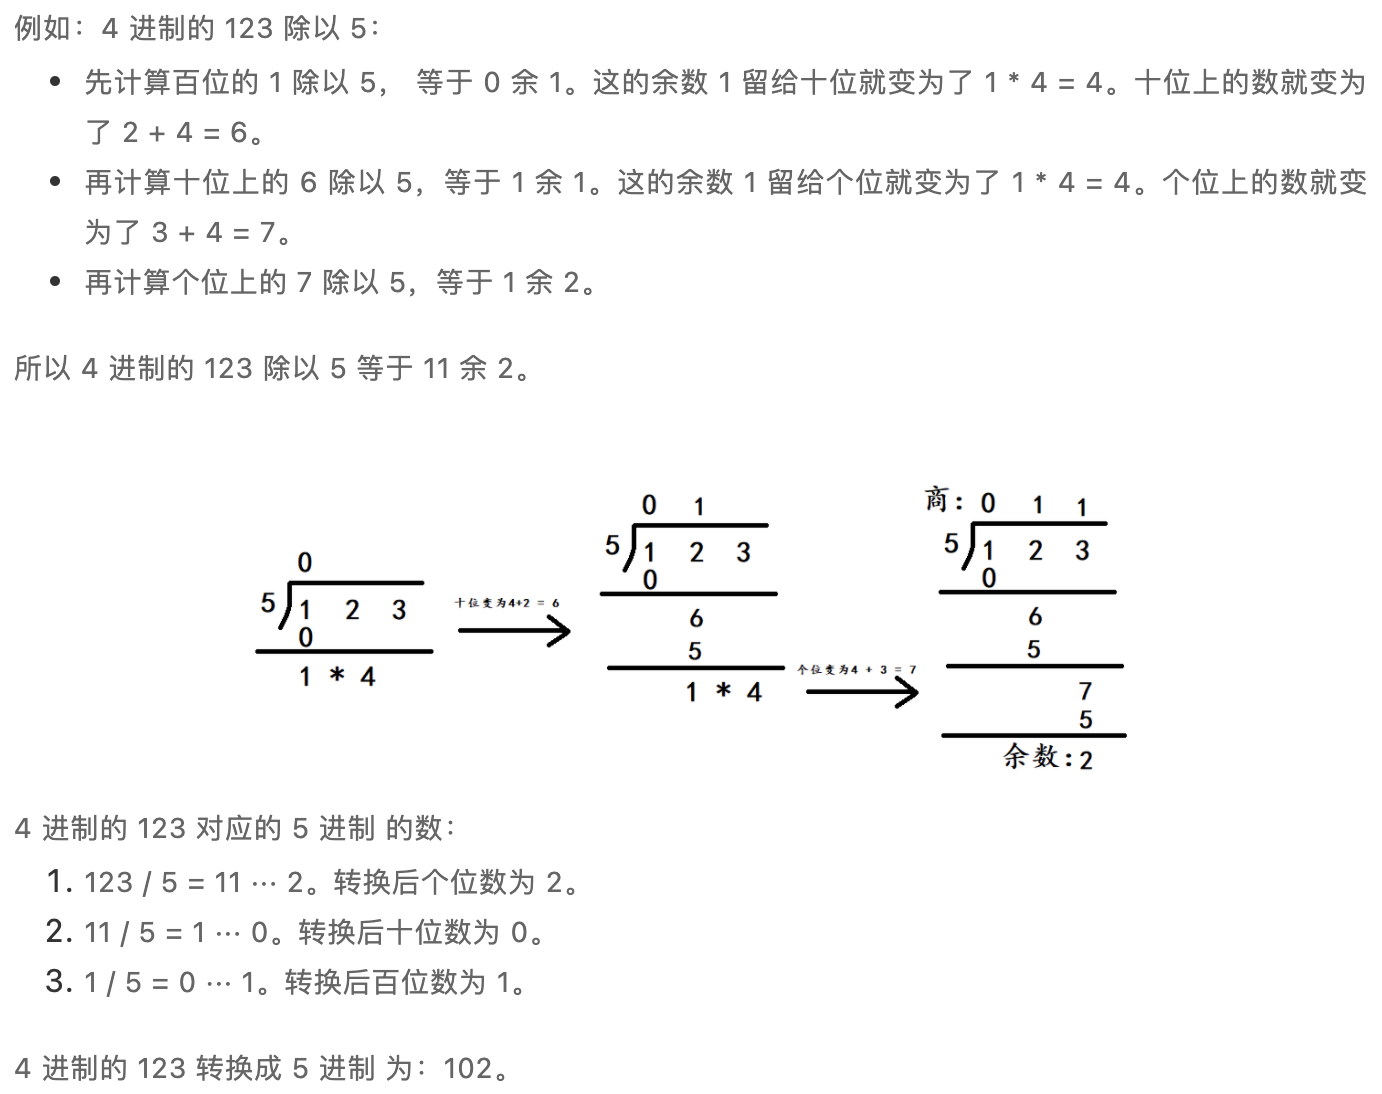 例如：4 进制的 123 除以 5：
• 先计算百位的 1 除以 5， 等于 0 余 1。这的余数 1 留给十位就变为了 1 * 4 = 4。十位上的数就变为
了 2 + 4 = 6。
• 再计算十位上的 6 除以 5，等于 1 余 1。这的余数 1 留给个位就变为了 1 * 4 = 4。个位上的数就变
为了 3 + 4 = 7。
• 再计算个位上的 7 除以 5，等于 1 余 2。
所以 4 进制的 123 除以 5 等于 11 余 2。
0
5 1 2 3
0
1 * 4
十位变为4+2 = 6
0 1
5 1 2 3
0
6
5
1 * 4
个位变为4 + 3 = 7
商：0 1 1
5 1 2 3
0
6
5
7
5
余数:2
4 进制的 123 对应的 5 进制 的数：
1. 123 / 5 = 11 ··· 2。转换后个位数为 2。
2. 11 / 5 = 1 ··· 0。转换后十位数为 0。
3. 1 / 5 = 0 ··· 1。转换后百位数为 1。
4 进制的 123 转换成 5 进制 为：102。